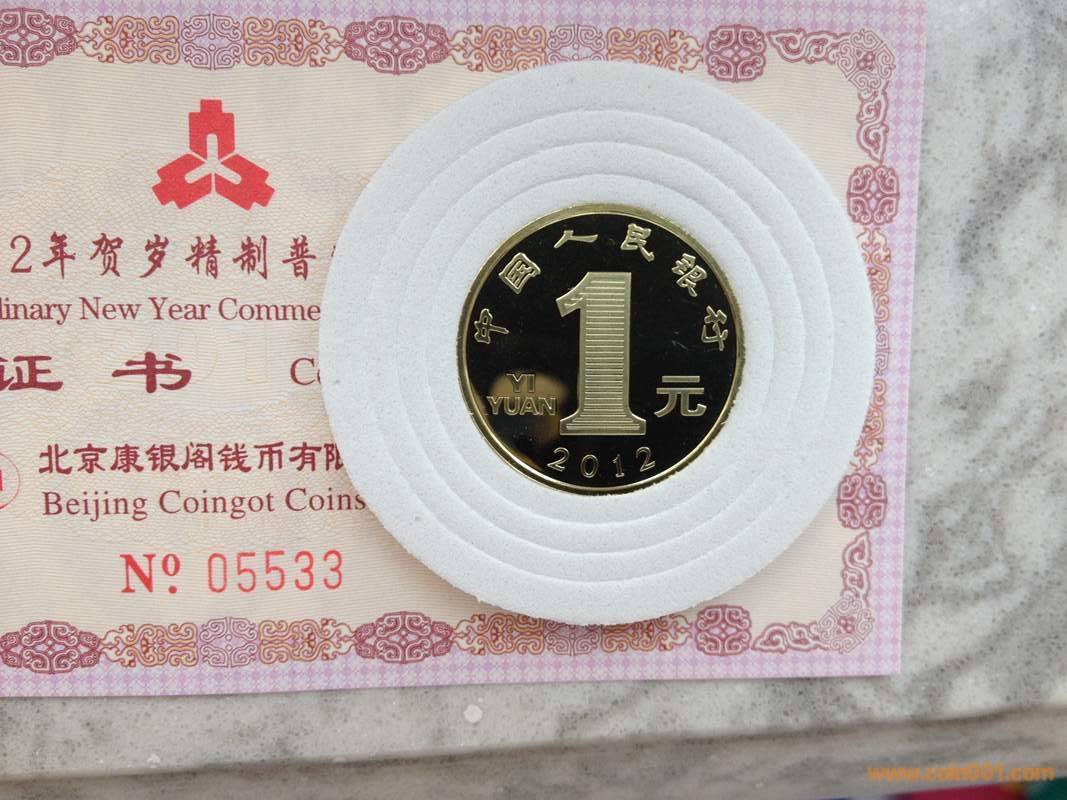 2年贺岁精制普
linary New Year Comme
证书
Co
北京康银阁钱币有限
Beijing Coingot Coins
No. 05533
中国人民银行
1
YI
YUAN
元
2012
www.coin001.com